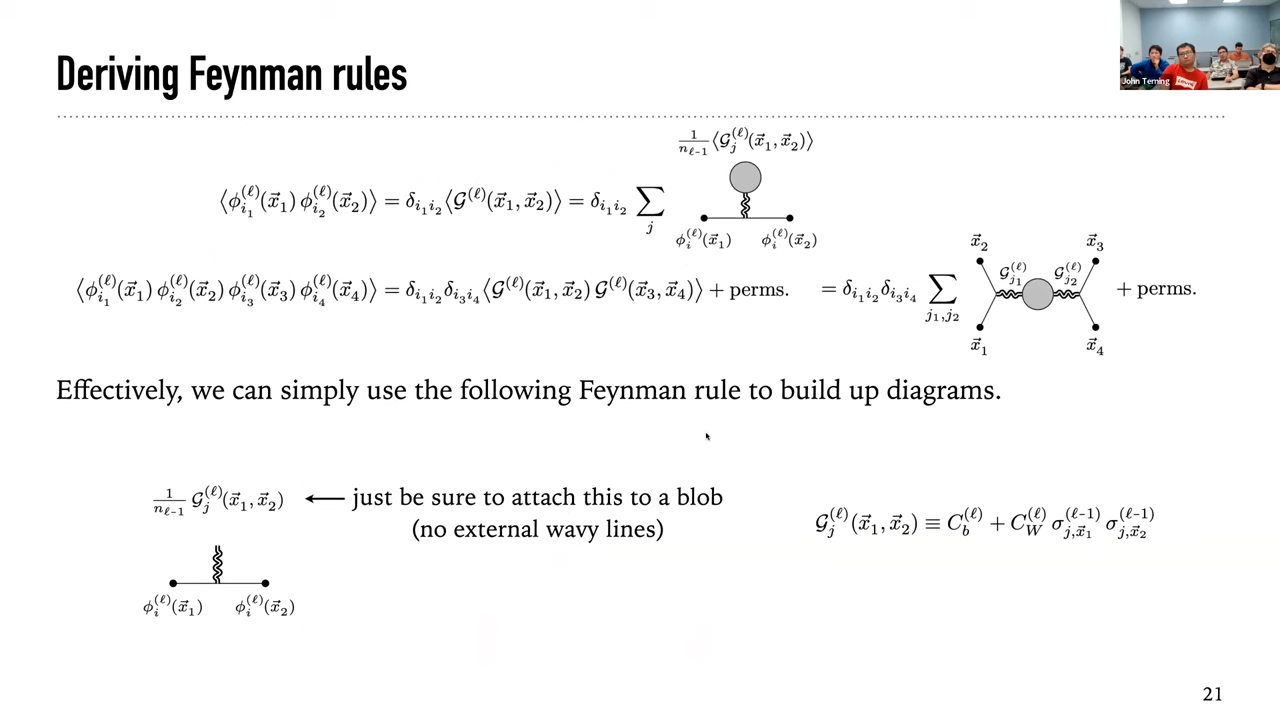 Deriving Feynman rules
John Terning
1/n_{ℓ-1} ⟨𝒢_j^{(ℓ)}(x⃗_1, x⃗_2)⟩
⟨ϕ_{i_1}^{(ℓ)}(x⃗_1) ϕ_{i_2}^{(ℓ)}(x⃗_2)⟩ = δ_{i_1 i_2} ⟨𝒢^{(ℓ)}(x⃗_1, x⃗_2)⟩ = δ_{i_1 i_2} ∑_j
ϕ_i^{(ℓ)}(x⃗_1) ϕ_i^{(ℓ)}(x⃗_2)
⟨ϕ_{i_1}^{(ℓ)}(x⃗_1) ϕ_{i_2}^{(ℓ)}(x⃗_2) ϕ_{i_3}^{(ℓ)}(x⃗_3) ϕ_{i_4}^{(ℓ)}(x⃗_4)⟩ = δ_{i_1 i_2} δ_{i_3 i_4} ⟨𝒢^{(ℓ)}(x⃗_1, x⃗_2) 𝒢^{(ℓ)}(x⃗_3, x⃗_4)⟩ + perms. = δ_{i_1 i_2} δ_{i_3 i_4} ∑_{j_1, j_2}
x⃗_2 x⃗_3
𝒢_{j_1}^{(ℓ)} 𝒢_{j_2}^{(ℓ)}
+ perms.
x⃗_1 x⃗_4
Effectively, we can simply use the following Feynman rule to build up diagrams.
1/n_{ℓ-1} 𝒢_j^{(ℓ)}(x⃗_1, x⃗_2) ⟵ just be sure to attach this to a blob
(no external wavy lines)
ϕ_i^{(ℓ)}(x⃗_1) ϕ_i^{(ℓ)}(x⃗_2)
𝒢_j^{(ℓ)}(x⃗_1, x⃗_2) ≡ C_b^{(ℓ)} + C_W^{(ℓ)} σ_{j,x⃗_1}^{(ℓ-1)} σ_{j,x⃗_2}^{(ℓ-1)}
21